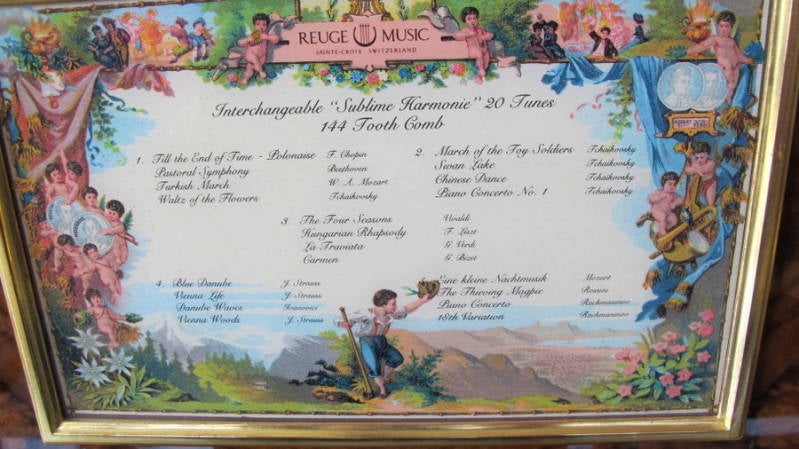 REUGE MUSIC
SAINTE-CROIX SWITZERLAND
Interchangeable "Sublime Harmonie" 20 Tunes
144 Tooth Comb
1. Till the End of Time - Polonaise F. Chopin
Pastoral Symphony Beethoven
Turkish March W. A. Mozart
Waltz of the Flowers Tchaikovsky
2. March of the Toy Soldiers Tchaikovsky
Swan Lake Tchaikovsky
Chinese Dance Tchaikovsky
Piano Concerto No. 1 Tchaikovsky
3. The Four Seasons Vivaldi
Hungarian Rhapsody F. Liszt
La Traviata G. Verdi
Carmen G. Bizet
4. Blue Danube J. Strauss
Vienna Life J. Strauss
Danube Waves Ivanovici
Vienna Woods J. Strauss
Eine kleine Nachtmusik Mozart
The Thieving Magpie
Piano Concerto Rachmaninov
18th Variation Rachmaninov